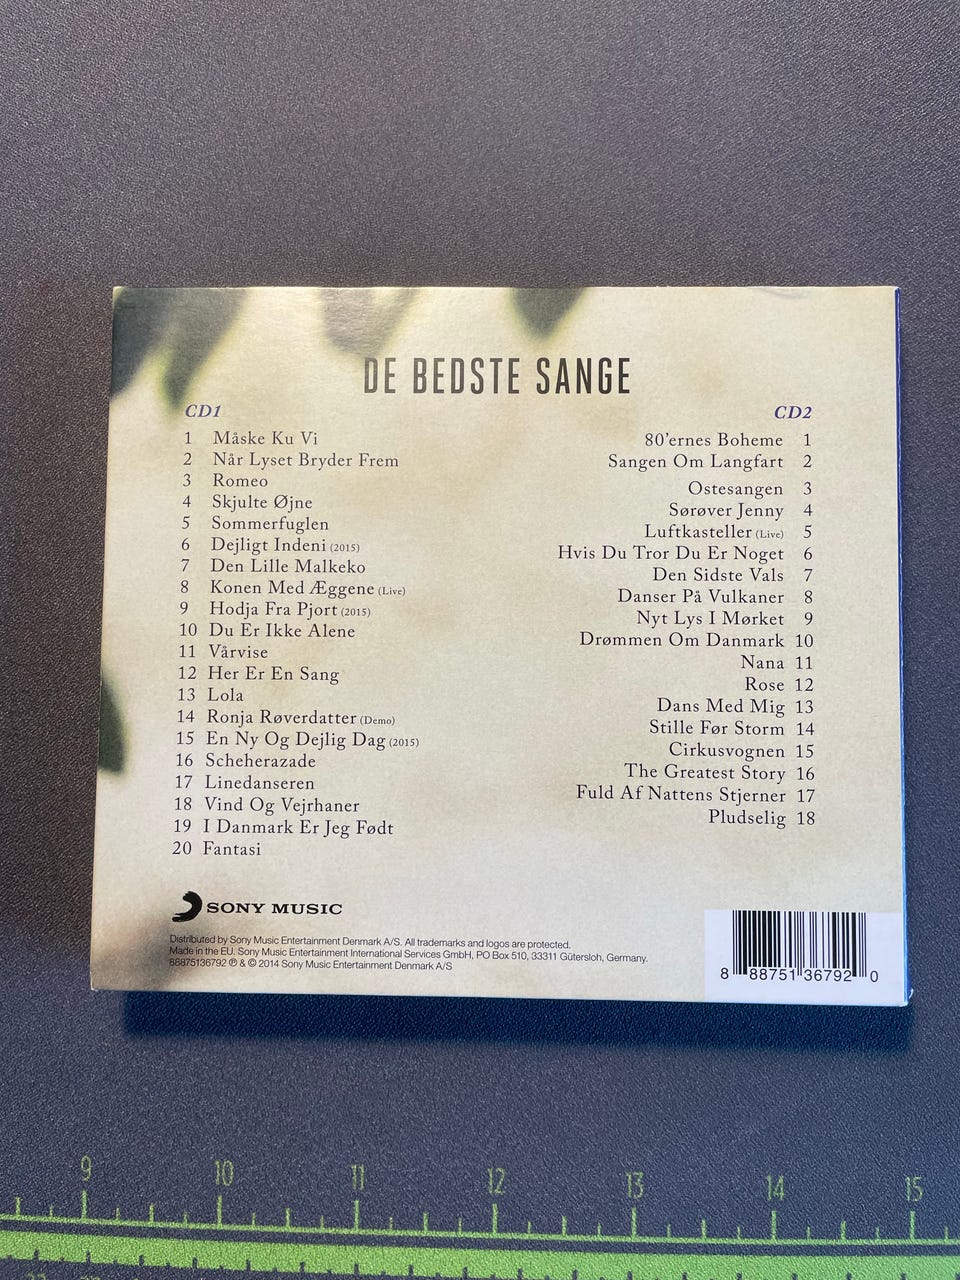 DE BEDSTE SANGE
CD1
1 Måske Ku Vi
2 Når Lyset Bryder Frem
3 Romeo
4 Skjulte Øjne
5 Sommerfuglen
6 Dejligt Indeni (2015)
7 Den Lille Malkeko
8 Konen Med Æggene (Live)
9 Hodja Fra Pjort (2015)
10 Du Er Ikke Alene
11 Vårvise
12 Her Er En Sang
13 Lola
14 Ronja Røverdatter (Demo)
15 En Ny Og Dejlig Dag (2015)
16 Scheherazade
17 Linedanseren
18 Vind Og Vejrhaner
19 I Danmark Er Jeg Født
20 Fantasi
CD2
80'ernes Boheme 1
Sangen Om Langfart 2
Ostesangen 3
Sørøver Jenny 4
Luftkasteller (Live) 5
Hvis Du Tror Du Er Noget 6
Den Sidste Vals 7
Danser På Vulkaner 8
Nyt Lys I Mørket 9
Drømmen Om Danmark 10
Nana 11
Rose 12
Dans Med Mig 13
Stille Før Storm 14
Cirkusvognen 15
The Greatest Story 16
Fuld Af Nattens Stjerner 17
Pludselig 18
SONY MUSIC
Distributed by Sony Music Entertainment Denmark A/S. All trademarks and logos are protected.
Made in the EU. Sony Music Entertainment International Services GmbH, PO Box 510, 33311 Gütersloh, Germany.
88875136792 ℗ & © 2014 Sony Music Entertainment Denmark A/S
8 88751 36792 0
9 10 11 12 13 14 15